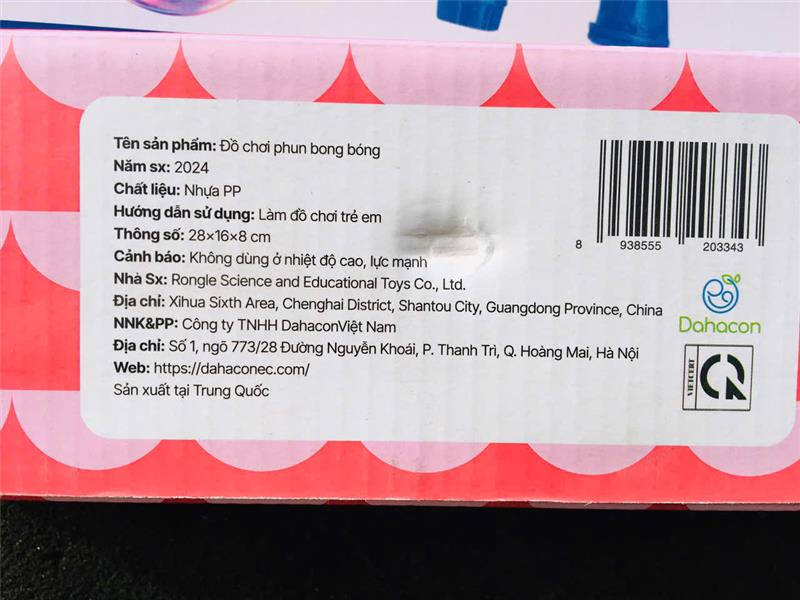 Tên sản phẩm: Đồ chơi phun bong bóng
Năm sx: 2024
Chất liệu: Nhựa PP
Hướng dẫn sử dụng: Làm đồ chơi trẻ em
Thông số: 28×16×8 cm
Cảnh báo: Không dùng ở nhiệt độ cao, lực mạnh
Nhà Sx: Rongle Science and Educational Toys Co., Ltd.
Địa chỉ: Xihua Sixth Area, Chenghai District, Shantou City, Guangdong Province, China
NNK&PP: Công ty TNHH DahaconViệt Nam
Địa chỉ: Số 1, ngõ 773/28 Đường Nguyễn Khoái, P. Thanh Trì, Q. Hoàng Mai, Hà Nội
Web: https://dahaconec.com/
Sản xuất tại Trung Quốc
8 938555 203343
Dahacon
VIETCERT
CR